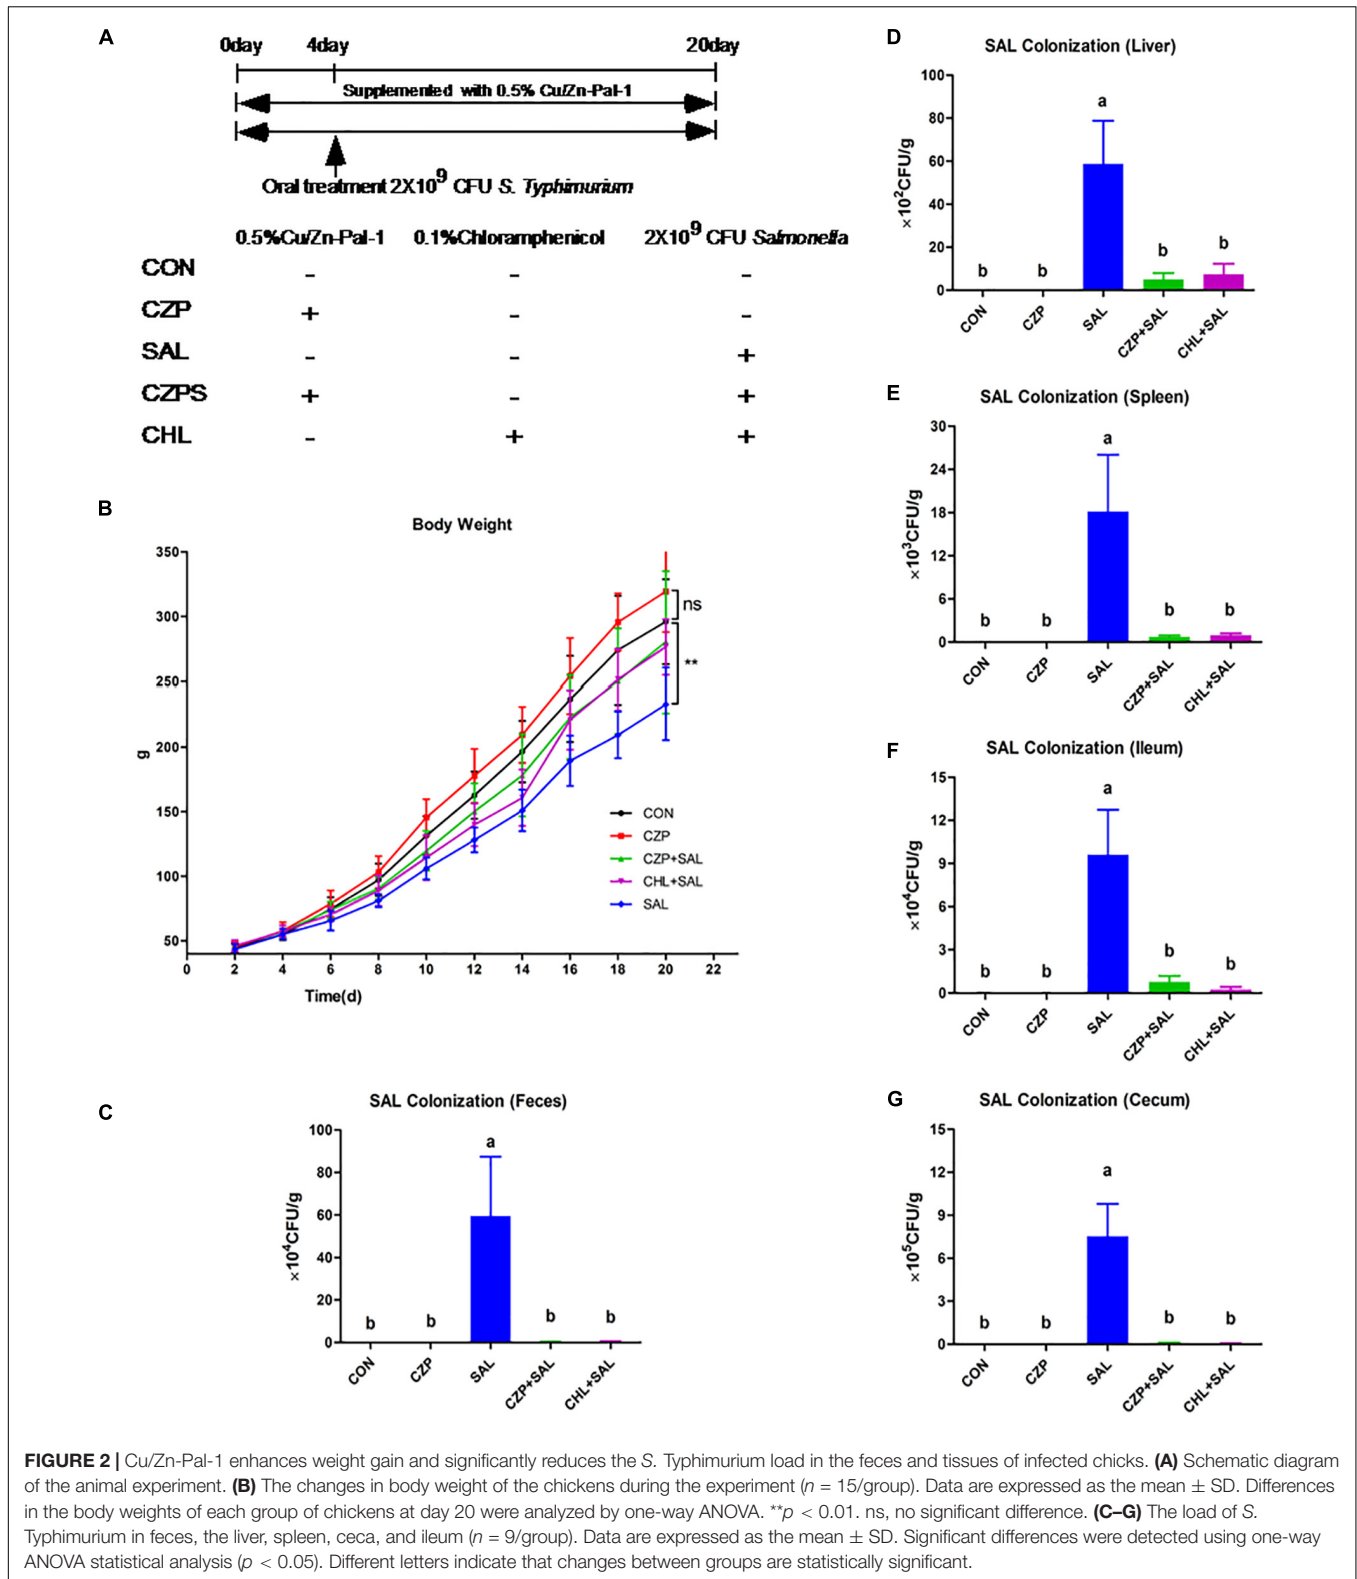 A
0day 4day 20day
Supplemented with 0.5% Cu/Zn-Pal-1
Oral treatment 2X10⁹ CFU S. Typhimurium
0.5%Cu/Zn-Pal-1 0.1%Chloramphenicol 2X10⁹ CFU Salmonella
CON - - -
CZP + - -
SAL - - +
CZPS + - +
CHL - + +
B
Body Weight
g
350
300
250
200
150
100
50
0 2 4 6 8 10 12 14 16 18 20 22
Time(d)
ns
**
CON
CZP
CZP+SAL
CHL+SAL
SAL
C
SAL Colonization (Feces)
×10⁴CFU/g
100
80
60
40
20
0
b b a b b
CON CZP SAL CZP+SAL CHL+SAL
D
SAL Colonization (Liver)
×10²CFU/g
100
80
60
40
20
0
b b a b b
CON CZP SAL CZP+SAL CHL+SAL
E
SAL Colonization (Spleen)
×10³CFU/g
30
24
18
12
6
0
b b a b b
CON CZP SAL CZP+SAL CHL+SAL
F
SAL Colonization (Ileum)
×10⁴CFU/g
15
12
9
6
3
0
b b a b b
CON CZP SAL CZP+SAL CHL+SAL
G
SAL Colonization (Cecum)
×10⁵CFU/g
15
12
9
6
3
0
b b a b b
CON CZP SAL CZP+SAL CHL+SAL
FIGURE 2 | Cu/Zn-Pal-1 enhances weight gain and significantly reduces the S. Typhimurium load in the feces and tissues of infected chicks. (A) Schematic diagram
of the animal experiment. (B) The changes in body weight of the chickens during the experiment (n = 15/group). Data are expressed as the mean ± SD. Differences
in the body weights of each group of chickens at day 20 were analyzed by one-way ANOVA. **p < 0.01. ns, no significant difference. (C–G) The load of S.
Typhimurium in feces, the liver, spleen, ceca, and ileum (n = 9/group). Data are expressed as the mean ± SD. Significant differences were detected using one-way
ANOVA statistical analysis (p < 0.05). Different letters indicate that changes between groups are statistically significant.